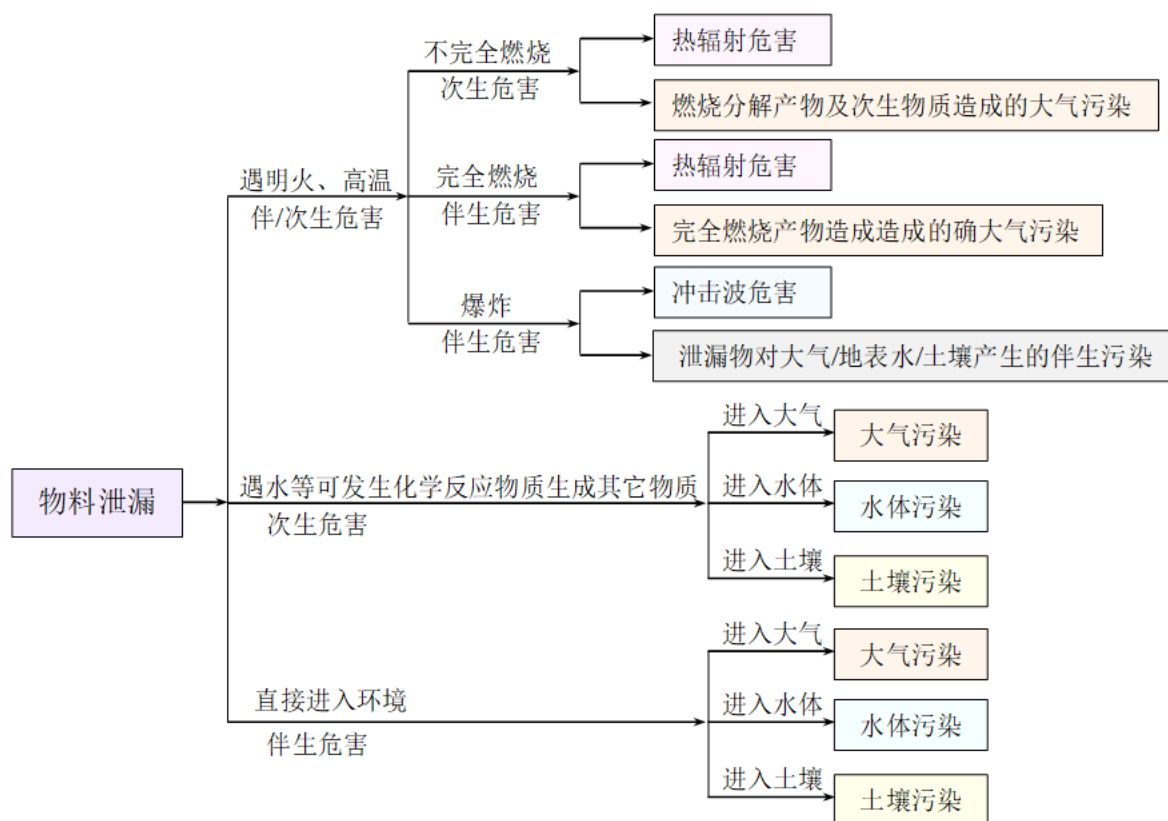 热辐射危害
不完全燃烧
次生危害
燃烧分解产物及次生物质造成的大气污染
热辐射危害
遇明火、高温
伴/次生危害
完全燃烧
伴生危害
完全燃烧产物造成造成的确大气污染
冲击波危害
爆炸
伴生危害
泄漏物对大气/地表水/土壤产生的伴生污染
物料泄漏
遇水等可发生化学反应物质生成其它物质
次生危害
进入大气
大气污染
进入水体
水体污染
进入土壤
土壤污染
直接进入环境
伴生危害
进入大气
大气污染
进入水体
水体污染
进入土壤
土壤污染